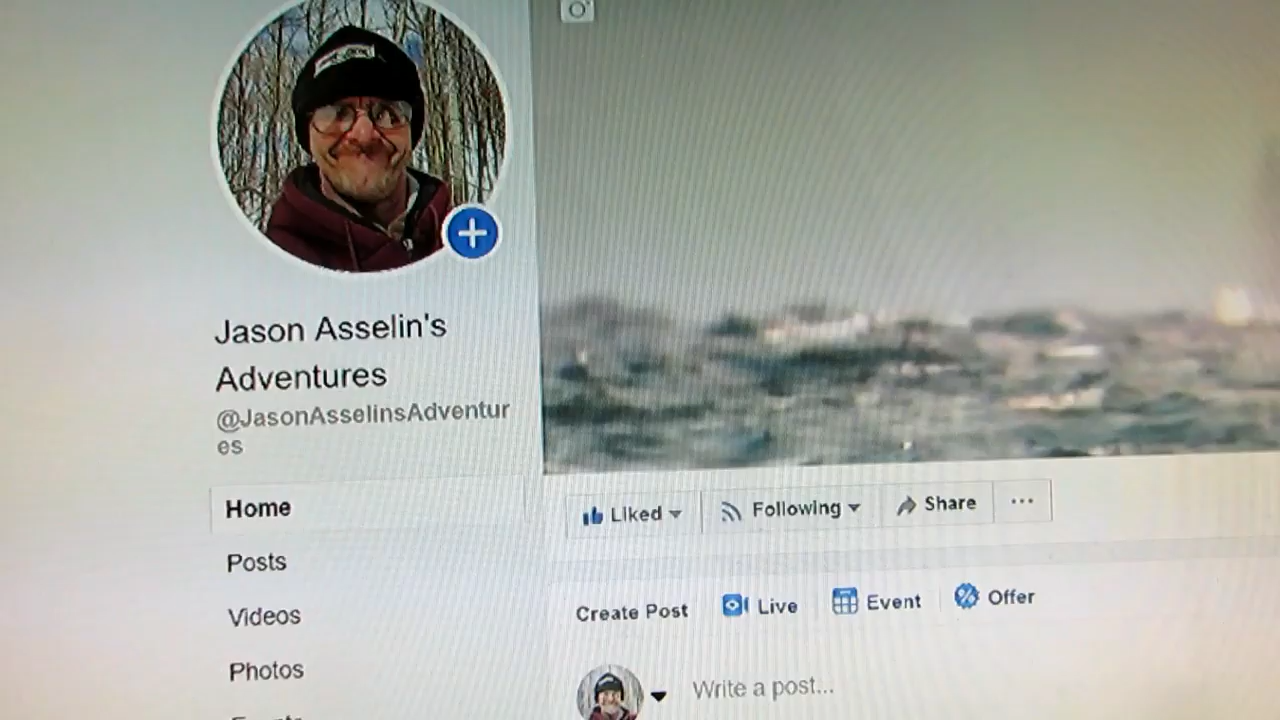 Jason Asselin's
Adventures
@JasonAsselinsAdventur
es
Home
Posts
Videos
Photos
Liked
Following
Share
Create Post
Live
Event
Offer
Write a post...